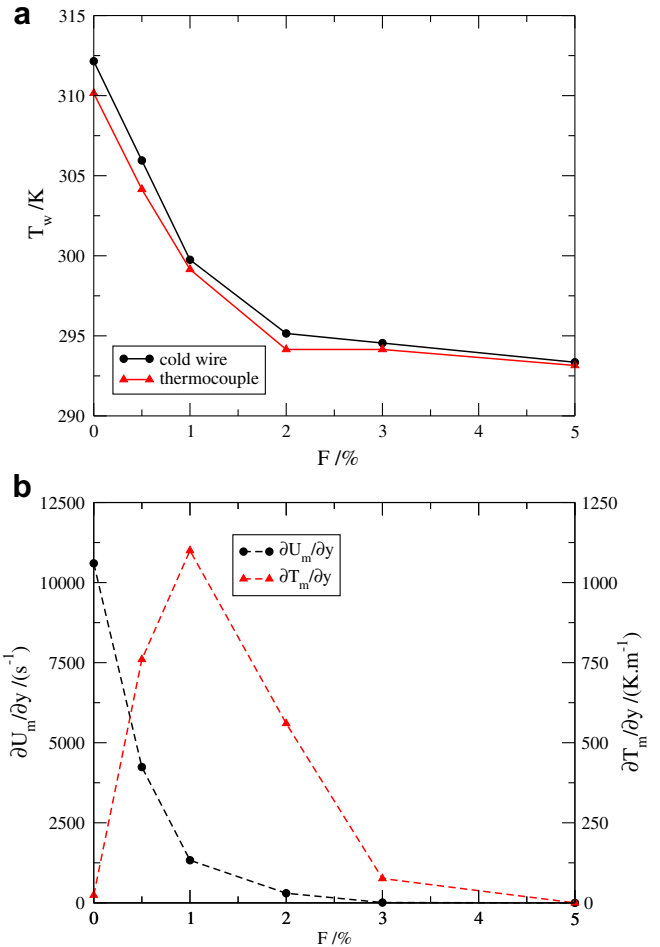 a
315
310
305
300
295
290
T_w /K
cold wire
thermocouple
0 1 2 3 4 5
F /%
b
12500 1250
10000 1000
7500 750
5000 500
2500 250
0 0
∂U_m/∂y /(s^-1)
∂T_m/∂y /(K.m^-1)
∂U_m/∂y
∂T_m/∂y
0 1 2 3 4 5
F /%